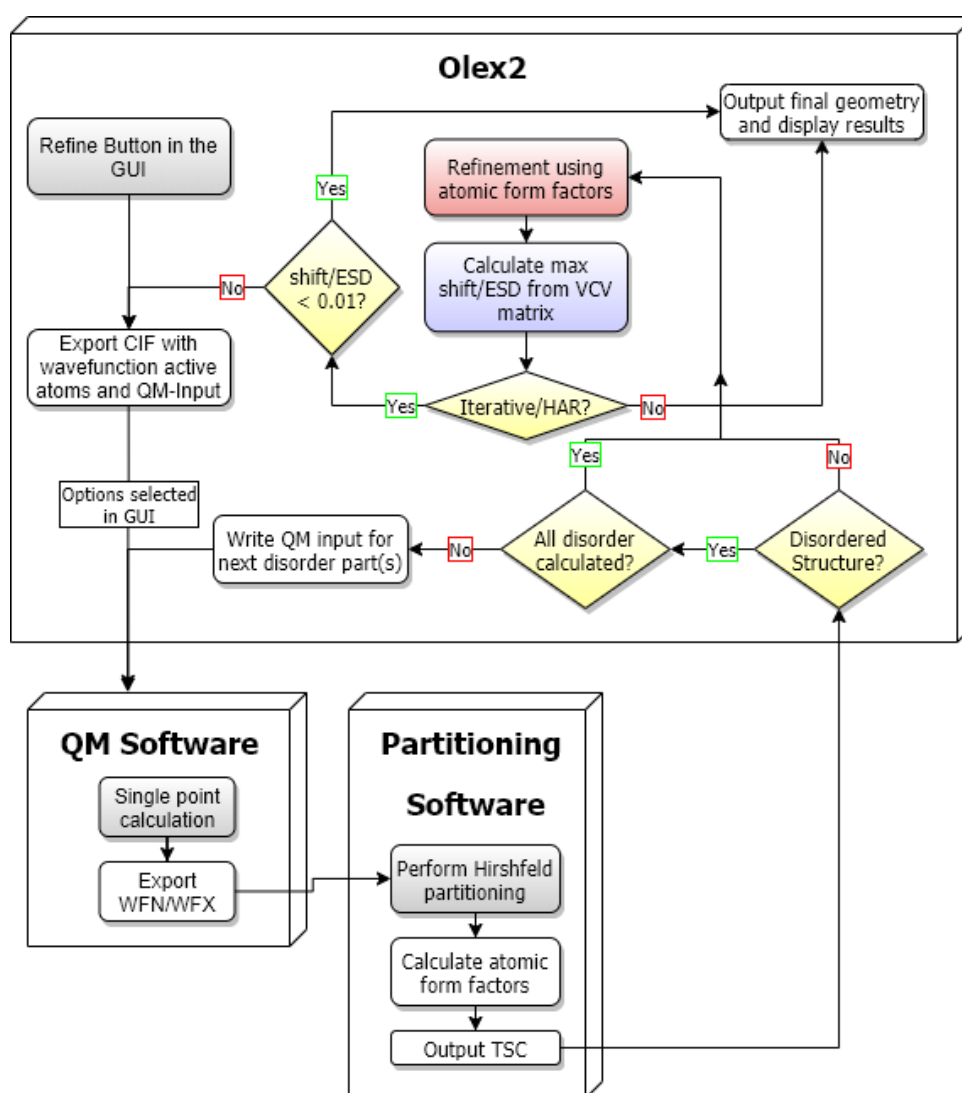 Olex2
Refine Button in the
GUI
Output final geometry
and display results
Refinement using
atomic form factors
Yes
shift/ESD
< 0.01?
No
Calculate max
shift/ESD from VCV
matrix
Export CIF with
wavefunction active
atoms and QM-Input
Iterative/HAR?
Yes
No
Options selected
in GUI
Write QM input for
next disorder part(s)
No
Yes
All disorder
calculated?
Yes
No
Disordered
Structure?
QM Software
Single point
calculation
Export
WFN/WFX
Partitioning
Software
Perform Hirshfeld
partitioning
Calculate atomic
form factors
Output TSC